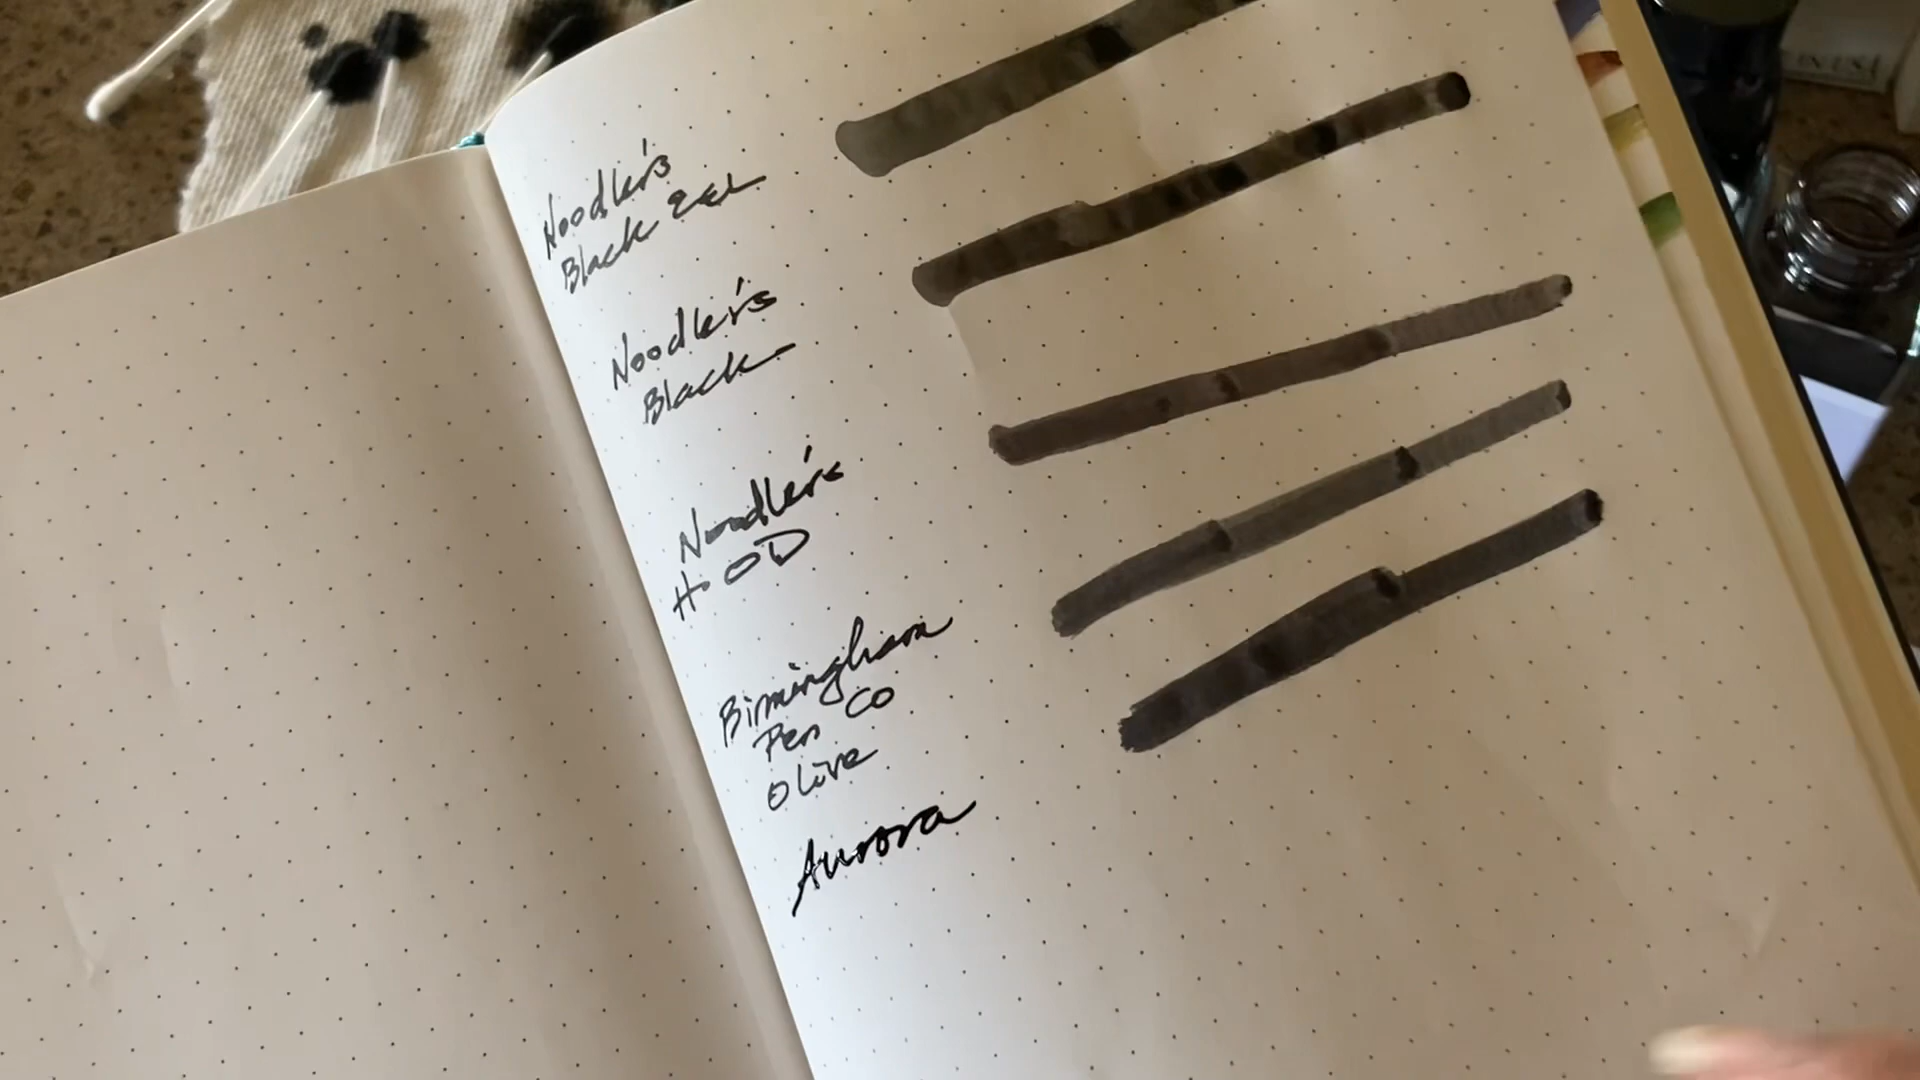 Noodler's
Black Eel
Noodler's
Black
Noodler's
HOD
Birmingham
Pen Co
Olive
Aurora